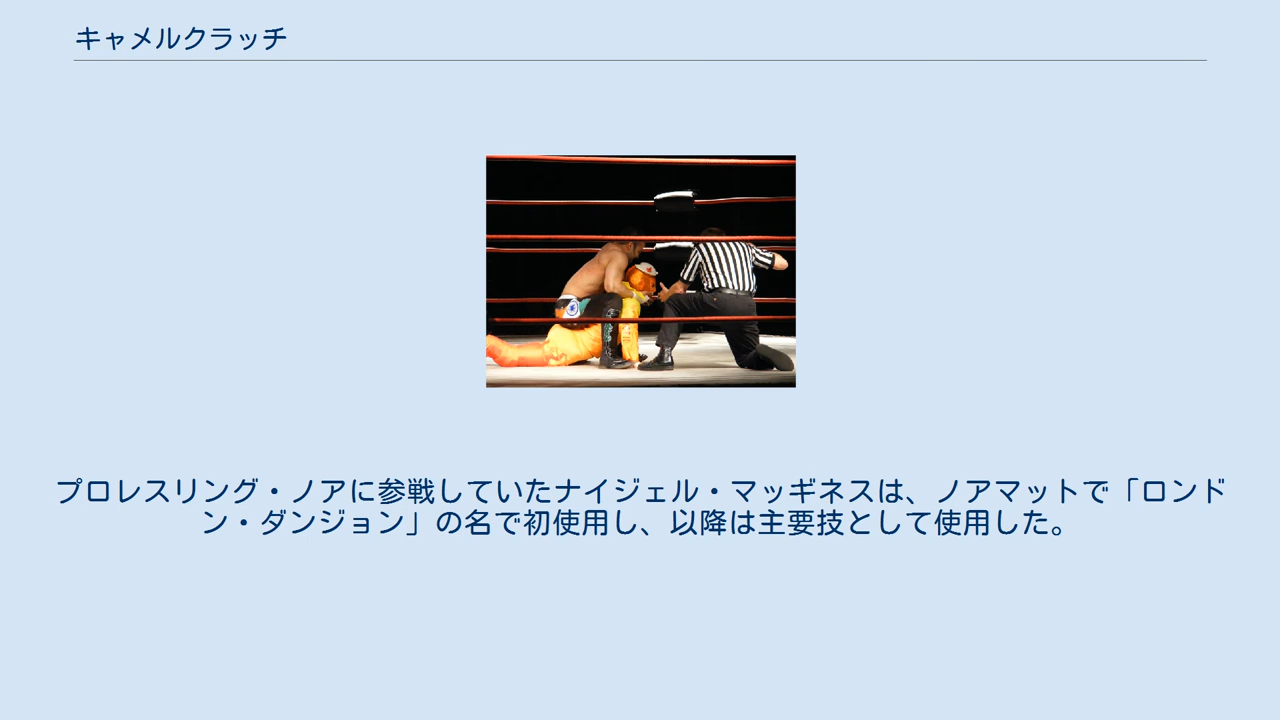 キャメルクラッチ
プロレスリング・ノアに参戦していたナイジェル・マッギネスは、ノアマットで「ロンド
ン・ダンジョン」の名で初使用し、以降は主要技として使用した。